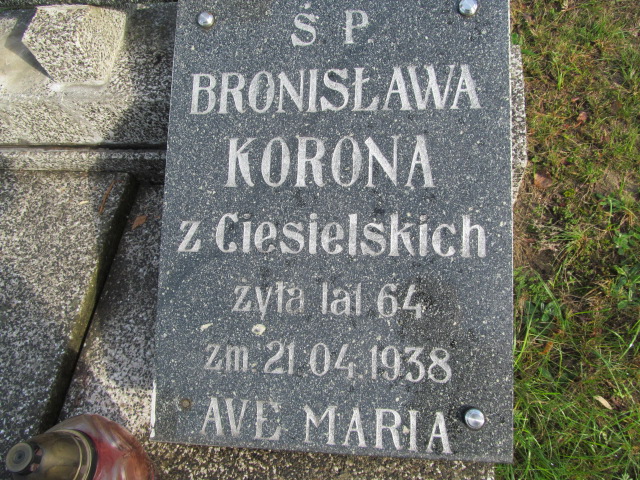 Ś P.
BRONISŁAWA
KORONA
z Ciesielskich
żyła lat 64
zm. 21.04.1938
AVE MARIA